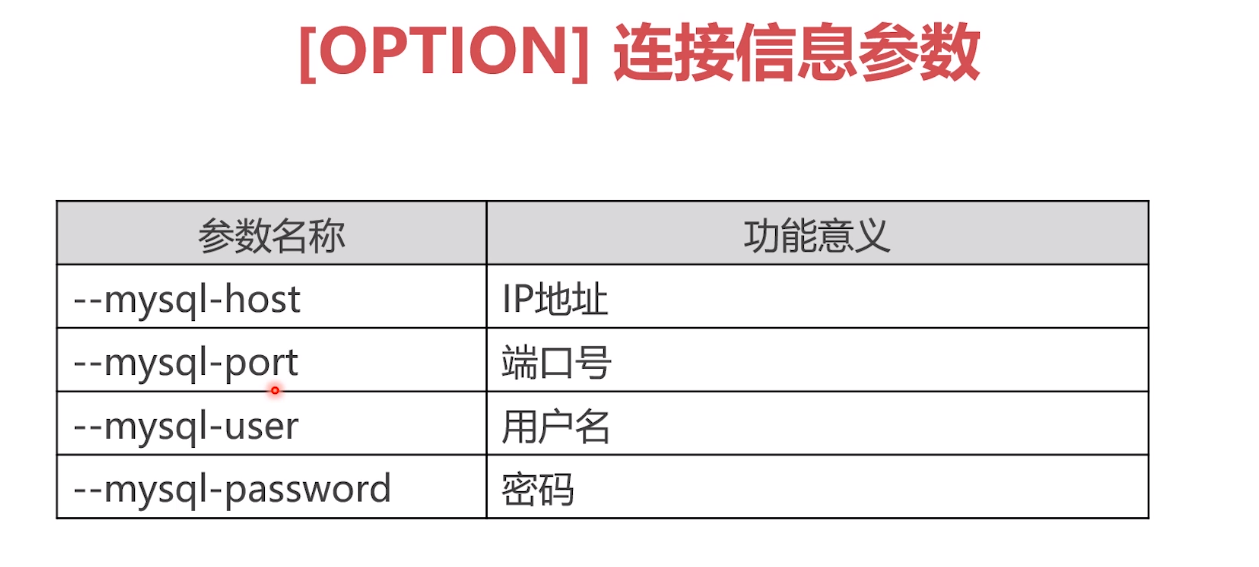 [OPTION] 连接信息参数
参数名称 功能意义
--mysql-host IP地址
--mysql-port 端口号
--mysql-user 用户名
--mysql-password 密码